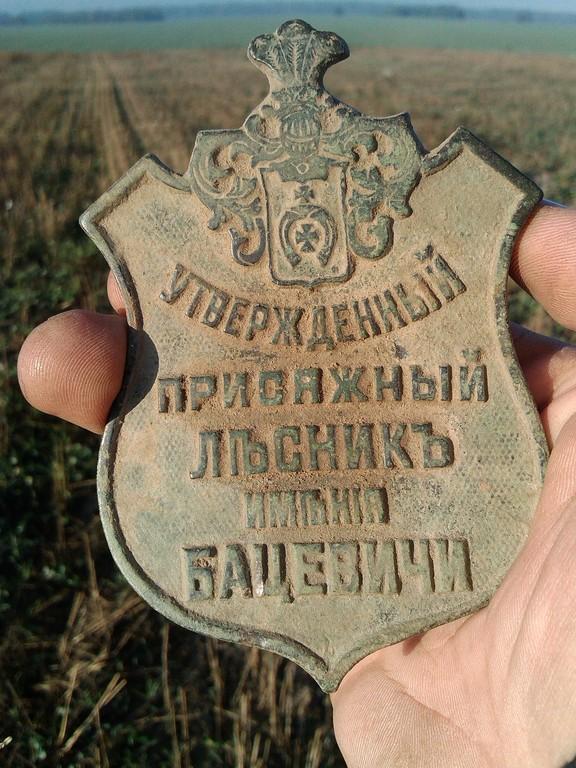 УТВЕРЖДЕННЫЙ
ПРИСЯЖНЫЙ
ЛѢСНИКЪ
ИМѢНІЯ
БАЦЕВИЧИ